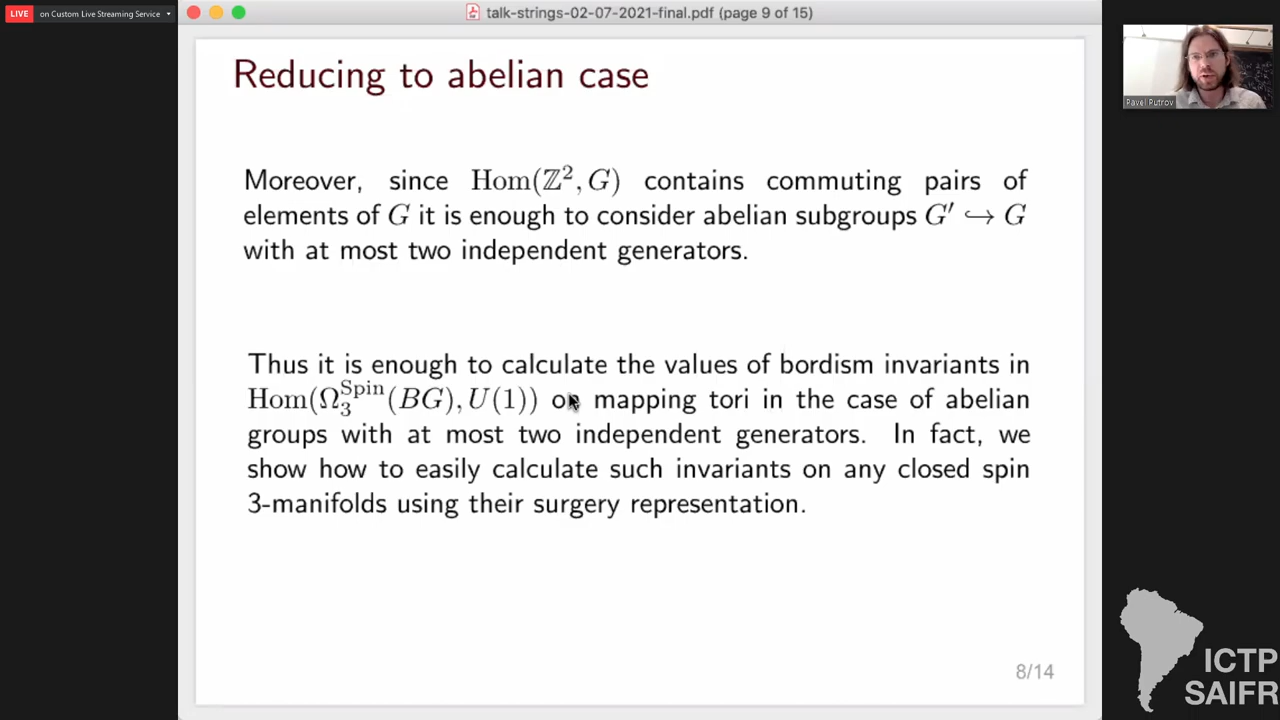 LIVE on Custom Live Streaming Service
talk-strings-02-07-2021-final.pdf (page 9 of 15)
Pavel Putrov
Reducing to abelian case
Moreover, since Hom(ℤ², G) contains commuting pairs of
elements of G it is enough to consider abelian subgroups G′ ↪ G
with at most two independent generators.
Thus it is enough to calculate the values of bordism invariants in
Hom(Ω₃^Spin(BG), U(1)) on mapping tori in the case of abelian
groups with at most two independent generators. In fact, we
show how to easily calculate such invariants on any closed spin
3-manifolds using their surgery representation.
8/14
ICTP
SAIFR